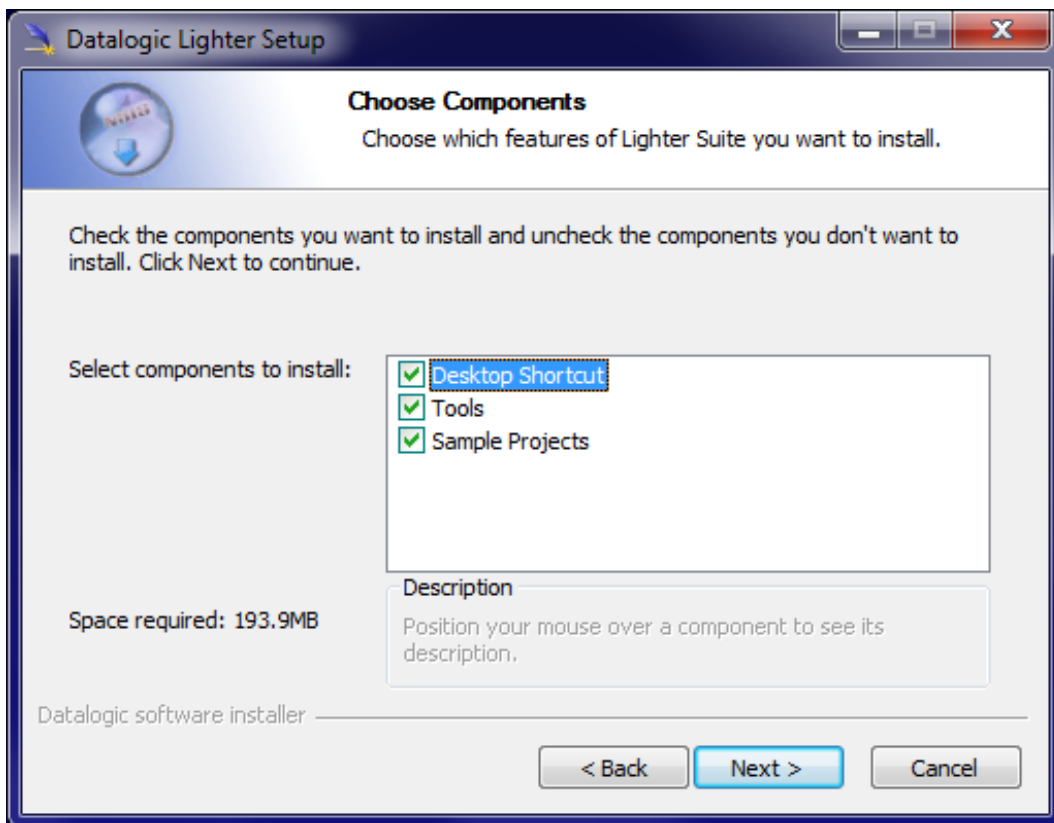 Datalogic Lighter Setup
Choose Components
Choose which features of Lighter Suite you want to install.
Check the components you want to install and uncheck the components you don't want to
install. Click Next to continue.
Select components to install:
Desktop Shortcut
Tools
Sample Projects
Space required: 193.9MB
Description
Position your mouse over a component to see its
description.
Datalogic software installer
< Back
Next >
Cancel